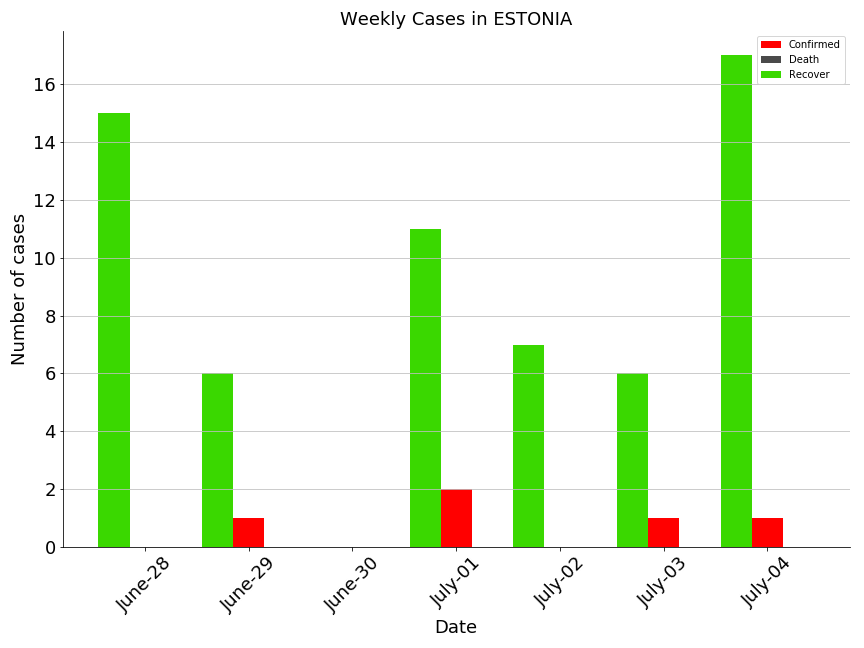 Weekly Cases in ESTONIA
Confirmed
Death
Recover
Number of cases
16
14
12
10
8
6
4
2
0
June-28
June-29
June-30
July-01
July-02
July-03
July-04
Date